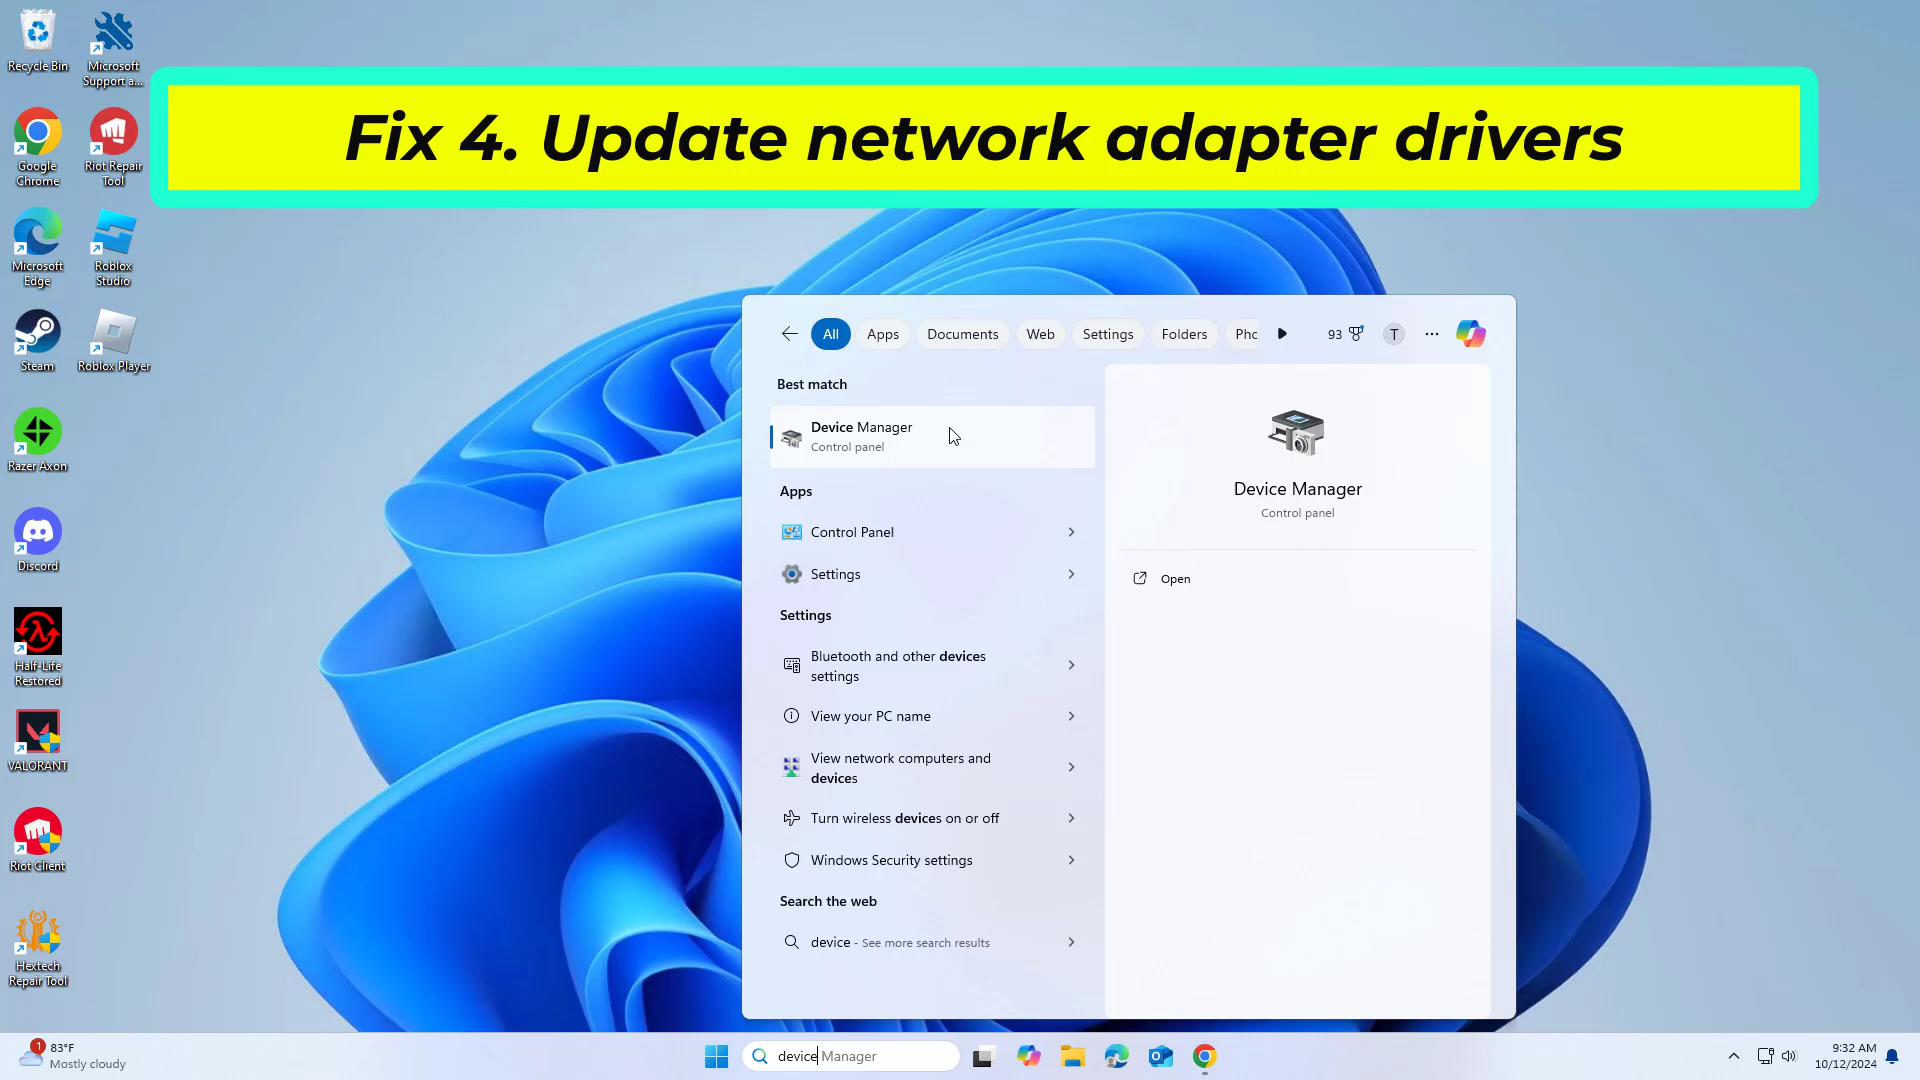 Recycle Bin
Microsoft
Support a...
Google
Chrome
Riot Repair
Tool
Microsoft
Edge
Roblox
Studio
Steam
Roblox Player
Razer Axon
Discord
Half-Life
Restored
VALORANT
Riot Client
Hextech
Repair Tool
Fix 4. Update network adapter drivers
All
Apps
Documents
Web
Settings
Folders
Phc
93
T
Best match
Device Manager
Control panel
Apps
Control Panel
Settings
Settings
Bluetooth and other devices
settings
View your PC name
View network computers and
devices
Turn wireless devices on or off
Windows Security settings
Search the web
device - See more search results
Device Manager
Control panel
Open
1
83°F
Mostly cloudy
device Manager
9:32 AM
10/12/2024